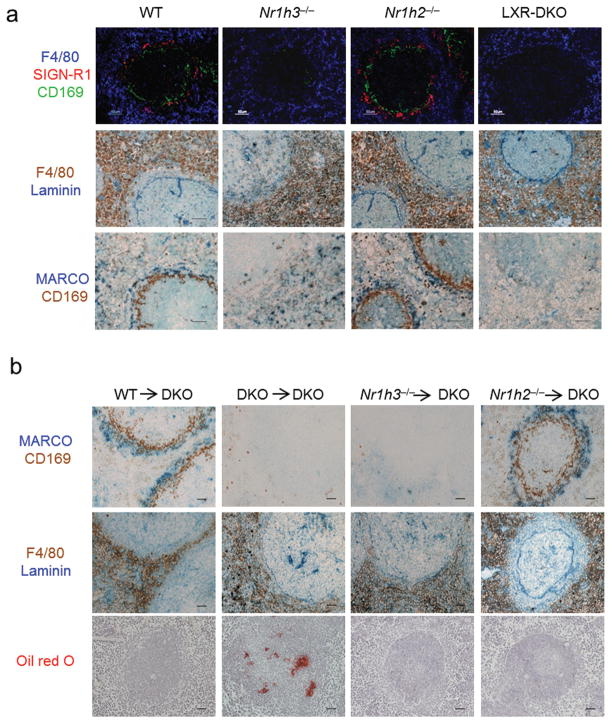 a
WT
Nr1h3–/–
Nr1h2–/–
LXR-DKO
F4/80
SIGN-R1
CD169
F4/80
Laminin
MARCO
CD169
b
WT → DKO
DKO → DKO
Nr1h3–/–→ DKO
Nr1h2–/–→ DKO
MARCO
CD169
F4/80
Laminin
Oil red O